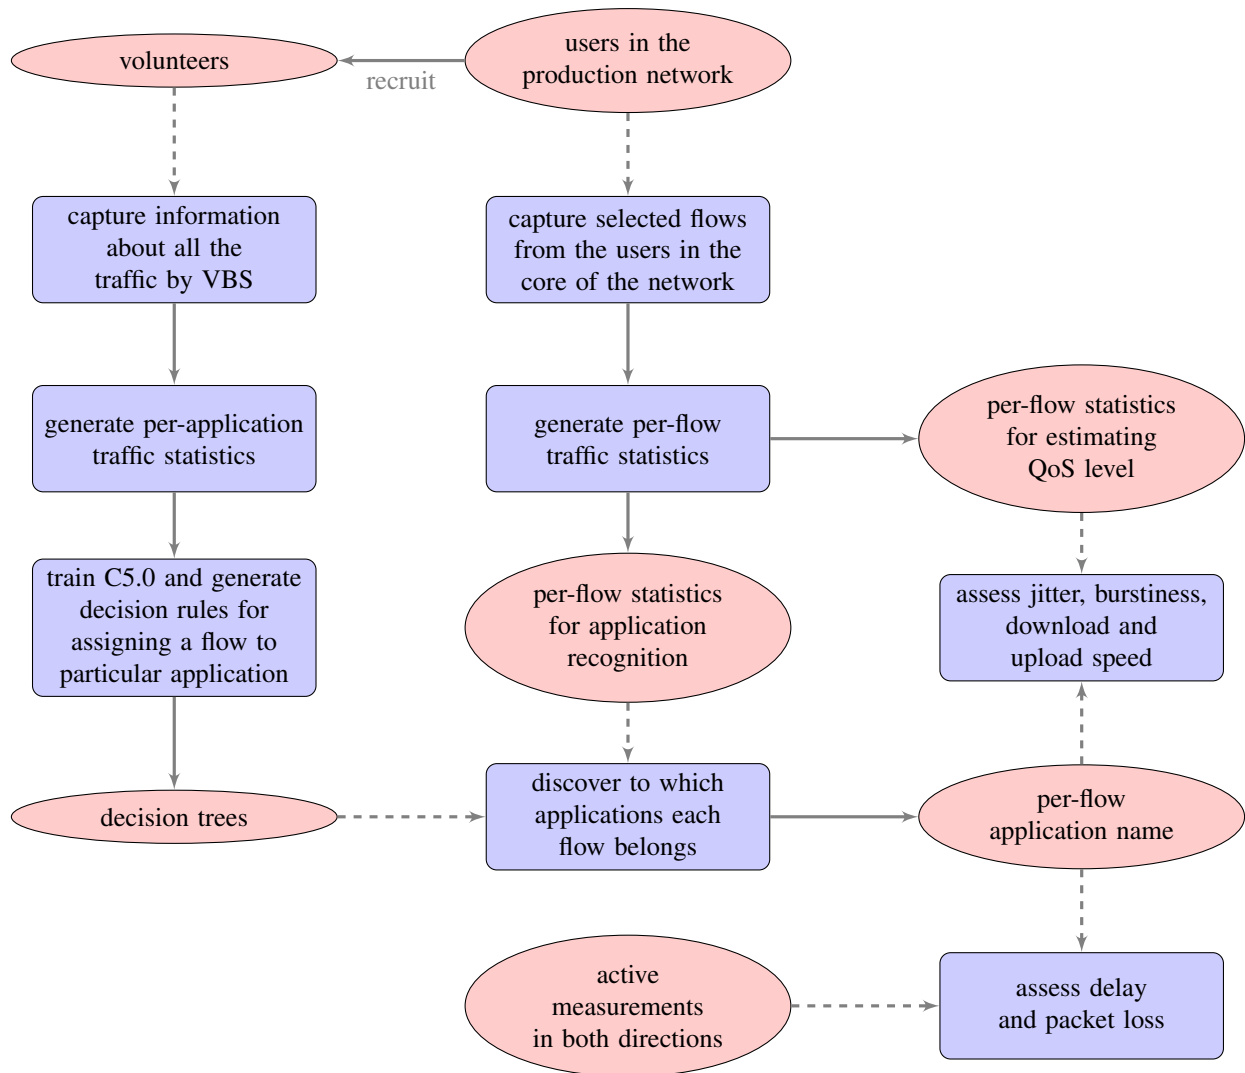 volunteers
recruit
users in the
production network
capture information
about all the
traffic by VBS
capture selected flows
from the users in the
core of the network
generate per-application
traffic statistics
generate per-flow
traffic statistics
per-flow statistics
for estimating
QoS level
train C5.0 and generate
decision rules for
assigning a flow to
particular application
per-flow statistics
for application
recognition
assess jitter, burstiness,
download and
upload speed
decision trees
discover to which
applications each
flow belongs
per-flow
application name
active
measurements
in both directions
assess delay
and packet loss